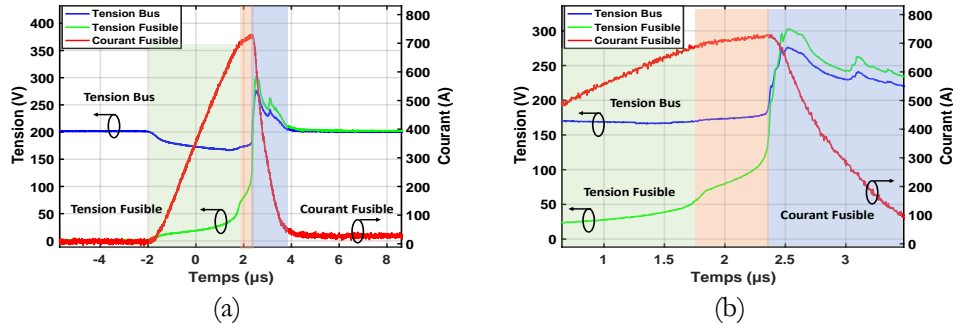 Tension Bus
Tension Fusible
Courant Fusible
400
350
300
250
200
150
100
50
0
Tension (V)
800
700
600
500
400
300
200
100
0
Courant (A)
Tension Bus
Tension Fusible
Courant Fusible
-4
-2
0
2
4
6
8
Temps (µs)
(a)
Tension Bus
Tension Fusible
Courant Fusible
300
250
200
150
100
50
0
Tension (V)
800
700
600
500
400
300
200
100
0
Courant (A)
Tension Bus
Tension Fusible
Courant Fusible
1
1.5
2
2.5
3
Temps (µs)
(b)